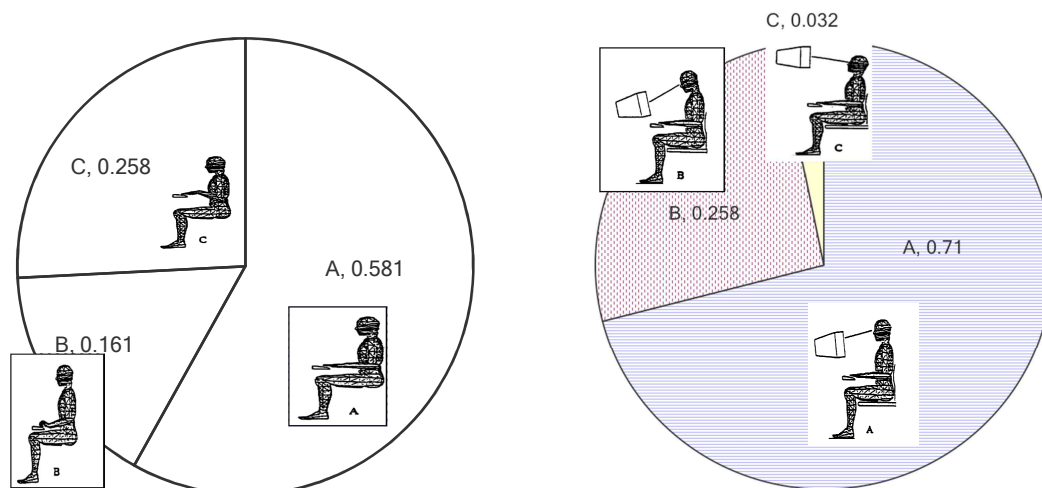 C, 0.258
C
A, 0.581
A
B, 0.161
B
C, 0.032
C
B
B, 0.258
A, 0.71
A